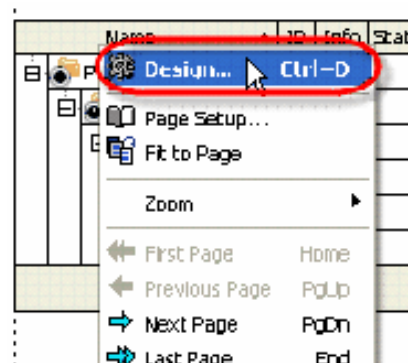 Name ID Info Stat
P
Design... Ctrl-D
Page Setup...
Fit to Page
Zoom
First Page Home
Previous Page PgUp
Next Page PgDn
Last Page End